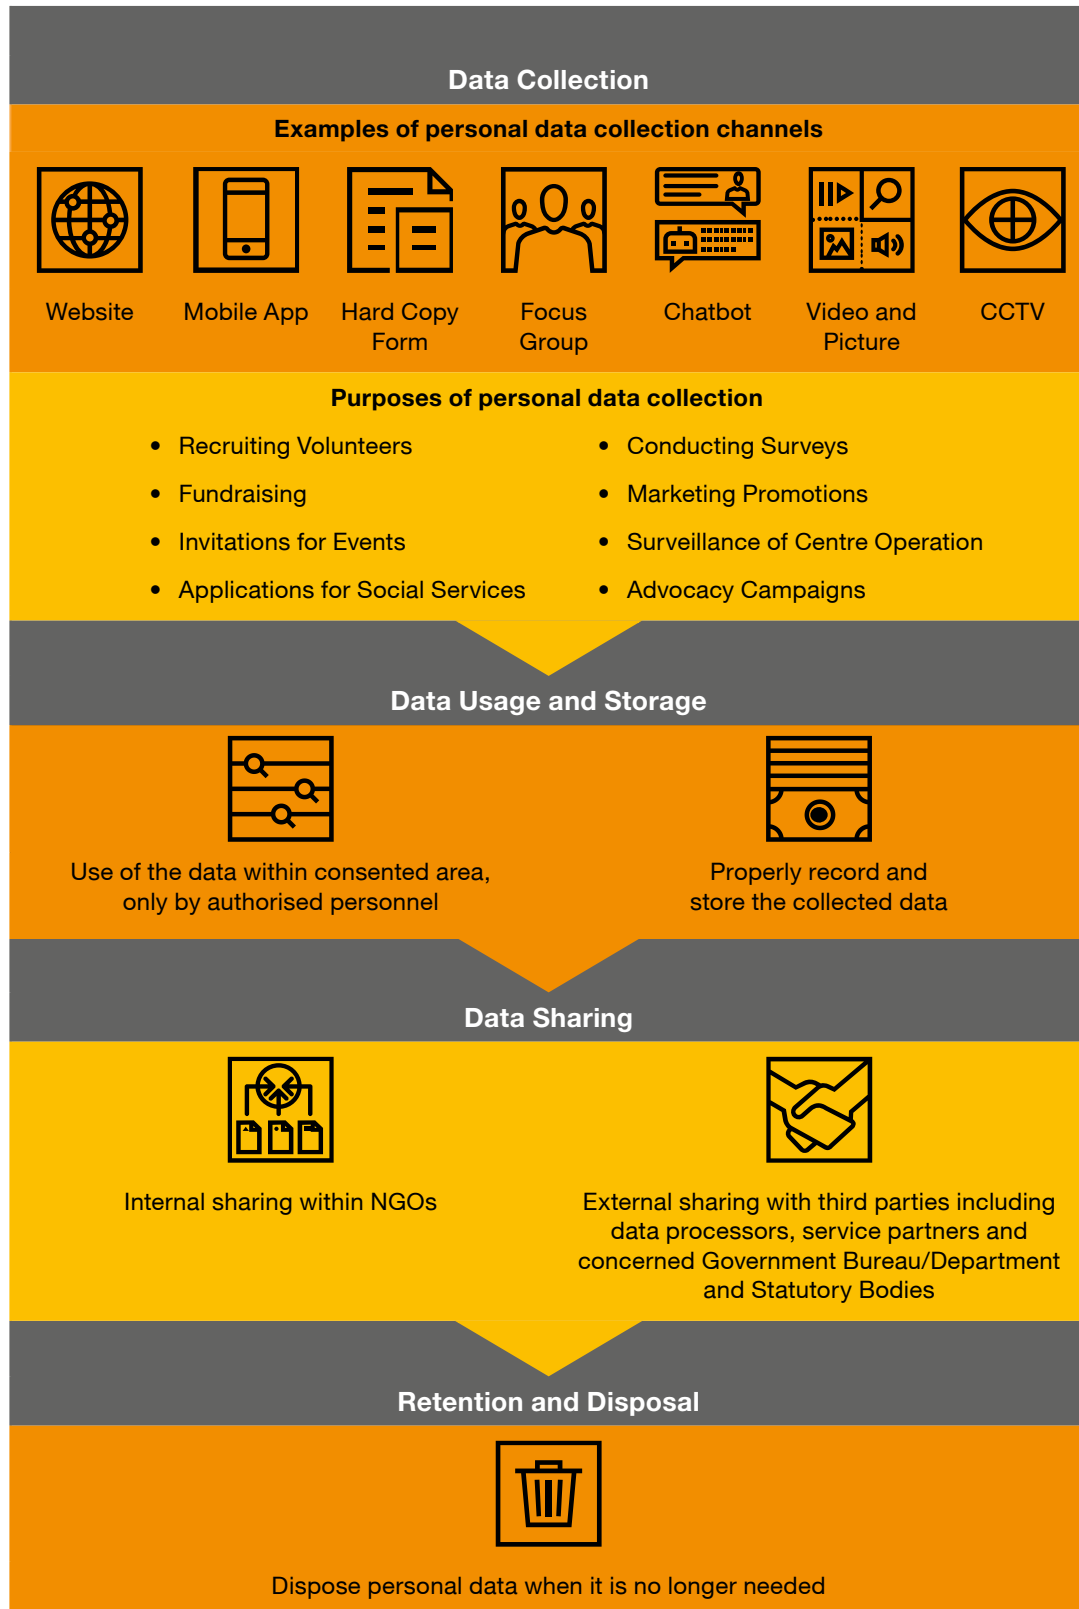 Data Collection
Examples of personal data collection channels
Website
Mobile App
Hard Copy
Form
Focus
Group
Chatbot
Video and
Picture
CCTV
Purposes of personal data collection
• Recruiting Volunteers
• Fundraising
• Invitations for Events
• Applications for Social Services
• Conducting Surveys
• Marketing Promotions
• Surveillance of Centre Operation
• Advocacy Campaigns
Data Usage and Storage
Use of the data within consented area,
only by authorised personnel
Properly record and
store the collected data
Data Sharing
Internal sharing within NGOs
External sharing with third parties including
data processors, service partners and
concerned Government Bureau/Department
and Statutory Bodies
Retention and Disposal
Dispose personal data when it is no longer needed